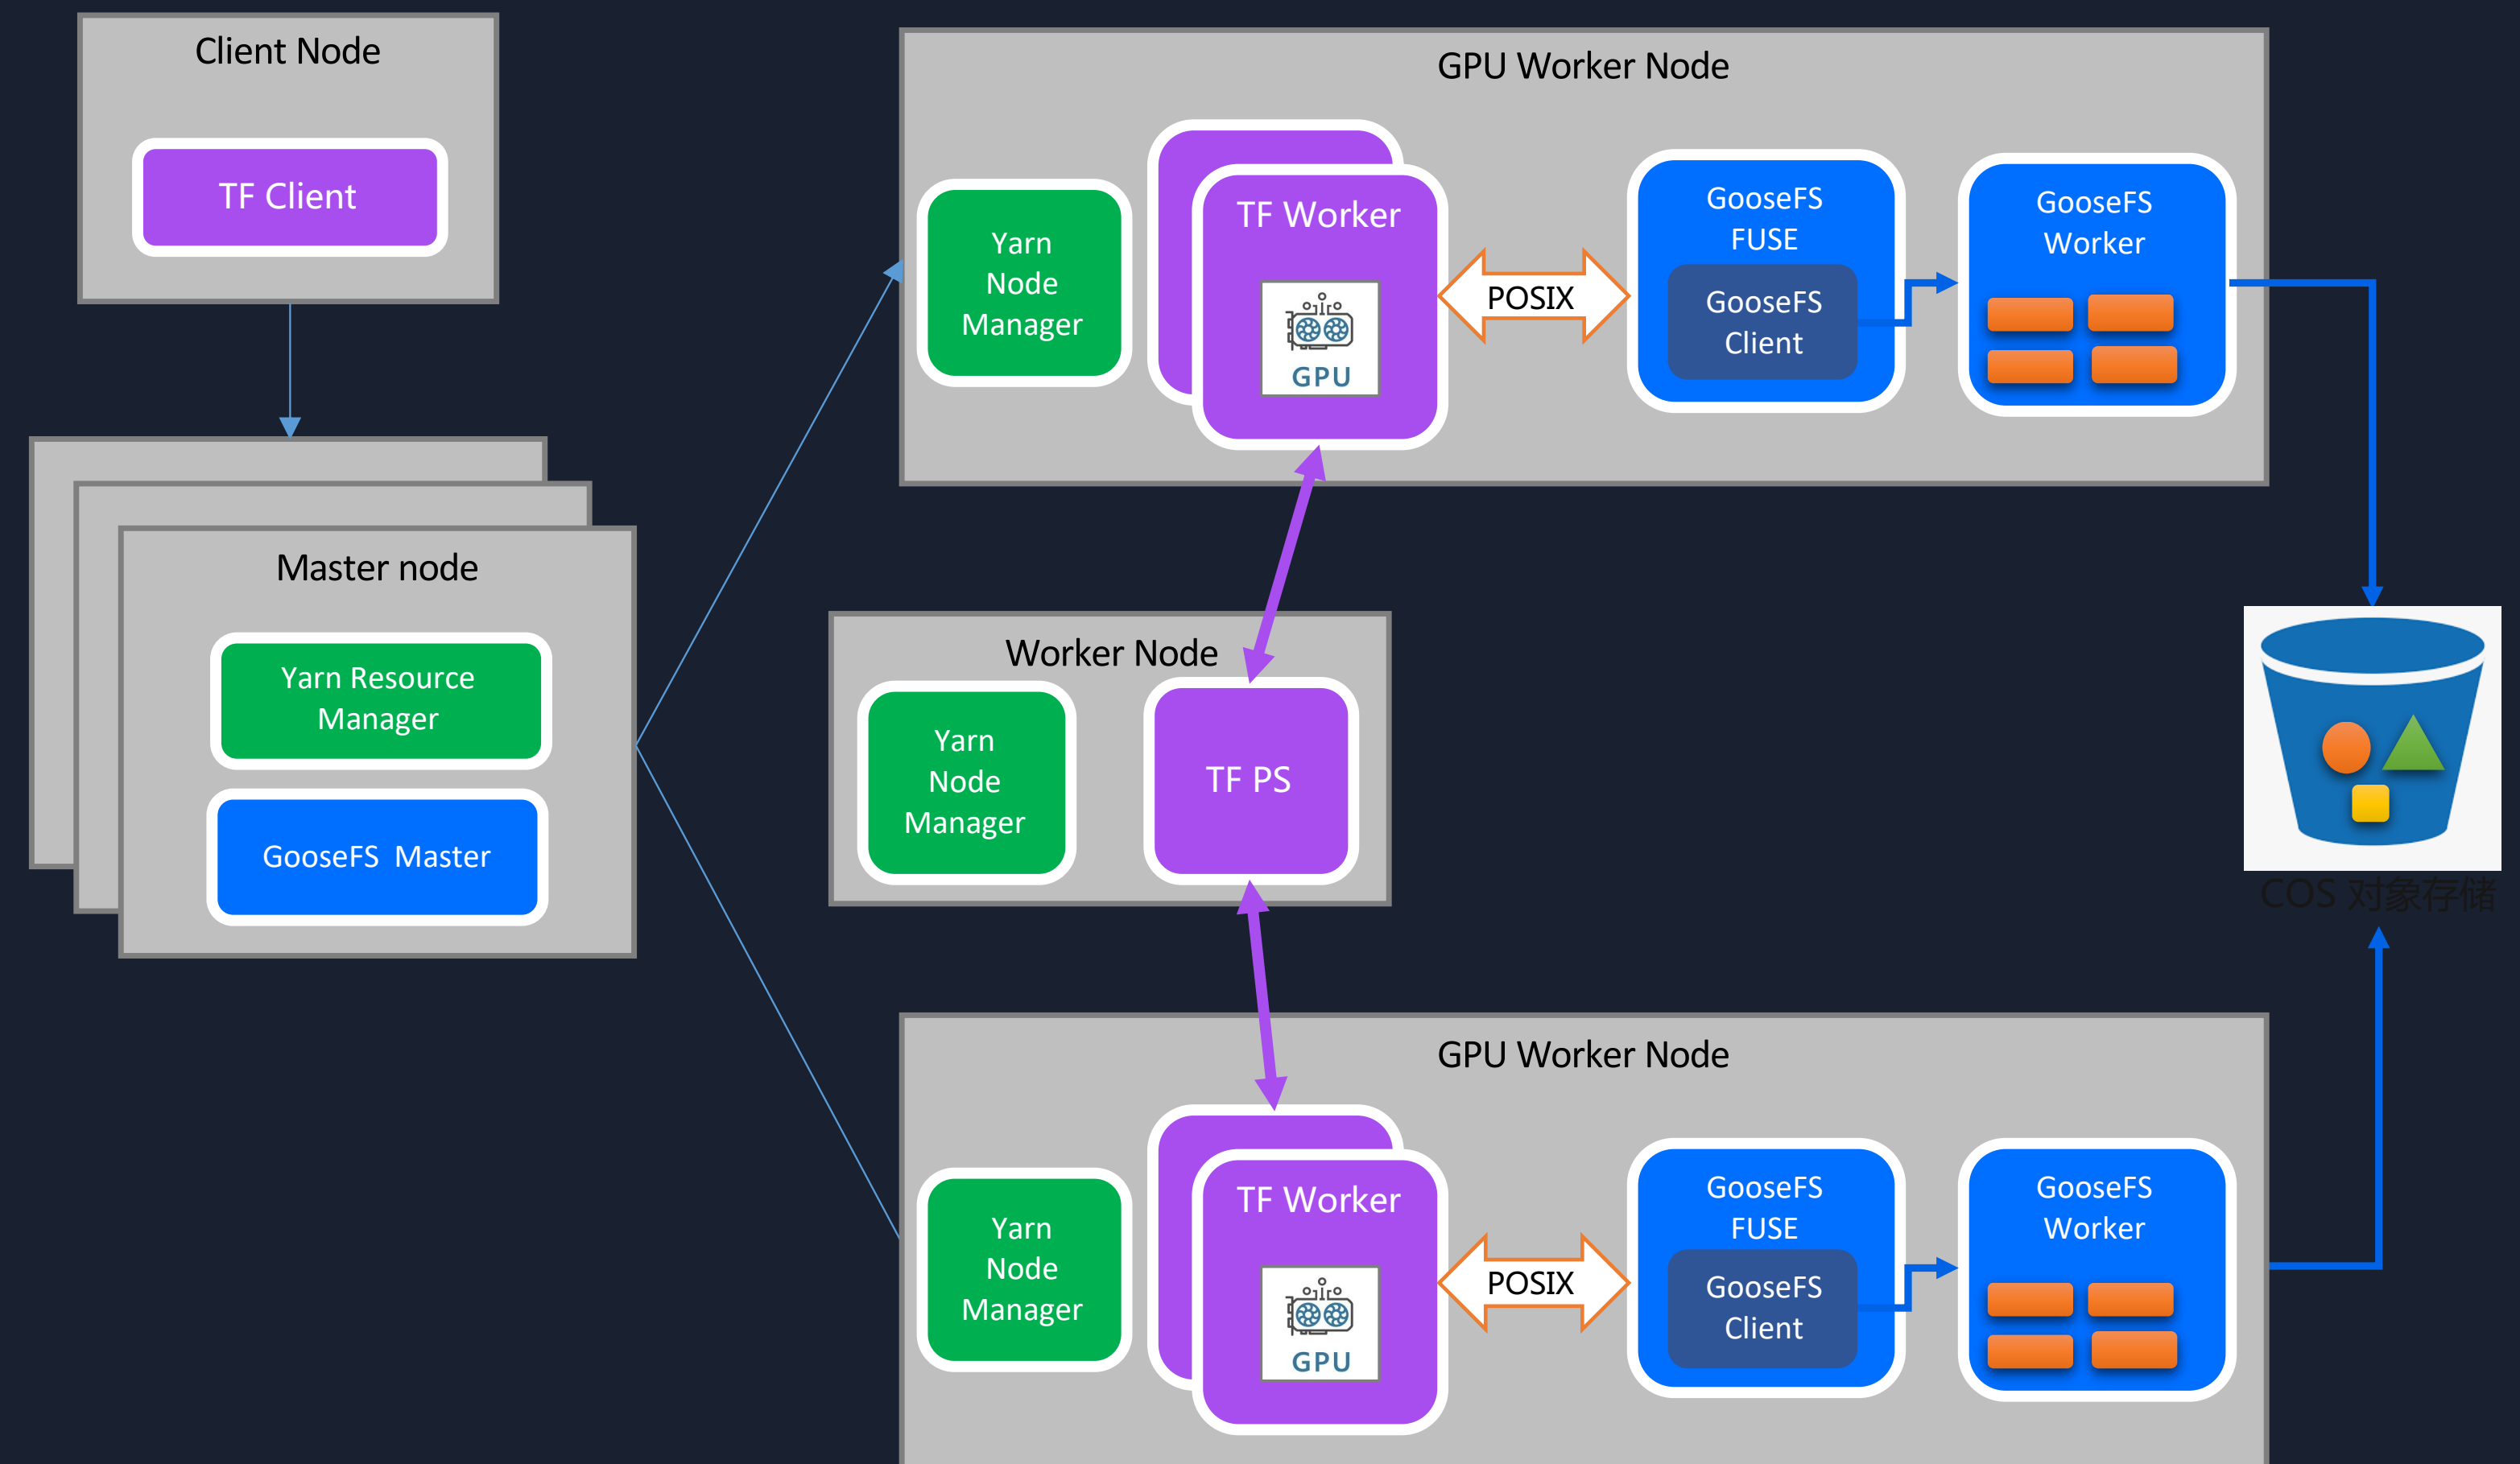 Client Node
TF Client
Master node
Yarn Resource
Manager
GooseFS Master
GPU Worker Node
Yarn
Node
Manager
TF Worker
GPU
POSIX
GooseFS
FUSE
GooseFS
Client
GooseFS
Worker
Worker Node
Yarn
Node
Manager
TF PS
COS 对象存储
GPU Worker Node
Yarn
Node
Manager
TF Worker
GPU
POSIX
GooseFS
FUSE
GooseFS
Client
GooseFS
Worker